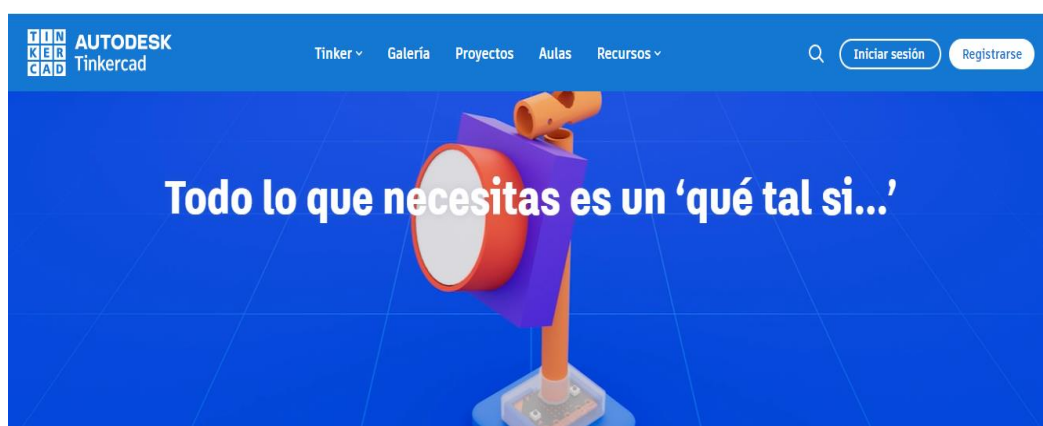 TIN
KER
CAD
AUTODESK
Tinkercad
Tinker
Galería
Proyectos
Aulas
Recursos
Iniciar sesión
Registrarse
Todo lo que necesitas es un ‘qué tal si...’